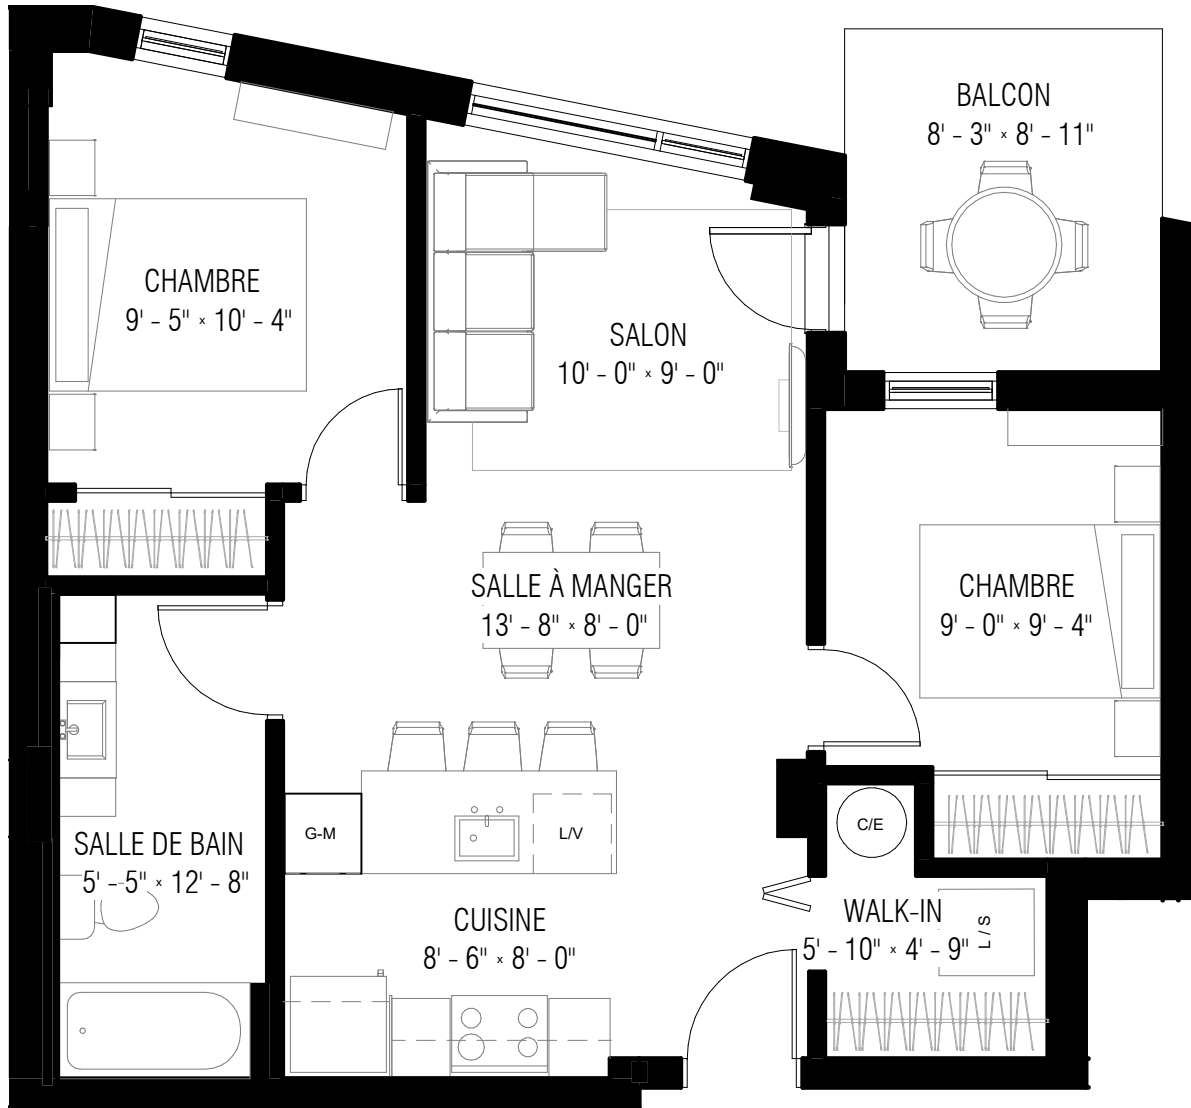 BALCON
8' - 3" × 8' - 11"
CHAMBRE
9' - 5" × 10' - 4"
SALON
10' - 0" × 9' - 0"
SALLE À MANGER
13' - 8" × 8' - 0"
CHAMBRE
9' - 0" × 9' - 4"
G-M
L/V
C/E
SALLE DE BAIN
5' - 5" × 12' - 8"
CUISINE
8' - 6" × 8' - 0"
WALK-IN
5' - 10" × 4' - 9"
L / S